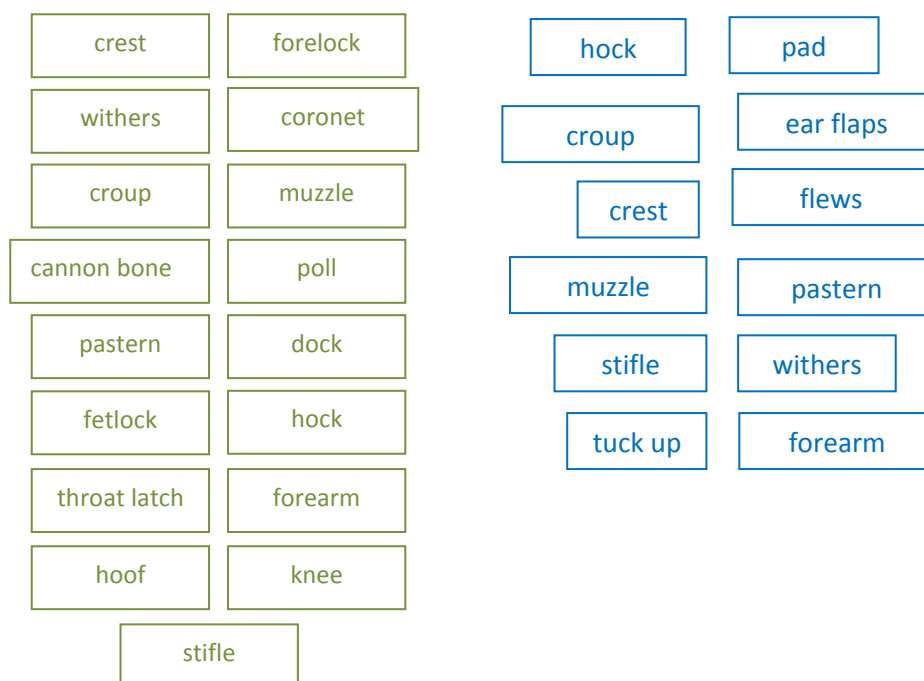 crest
forelock
withers
coronet
croup
muzzle
cannon bone
poll
pastern
dock
fetlock
hock
throat latch
forearm
hoof
knee
stifle
hock
pad
croup
ear flaps
crest
flews
muzzle
pastern
stifle
withers
tuck up
forearm